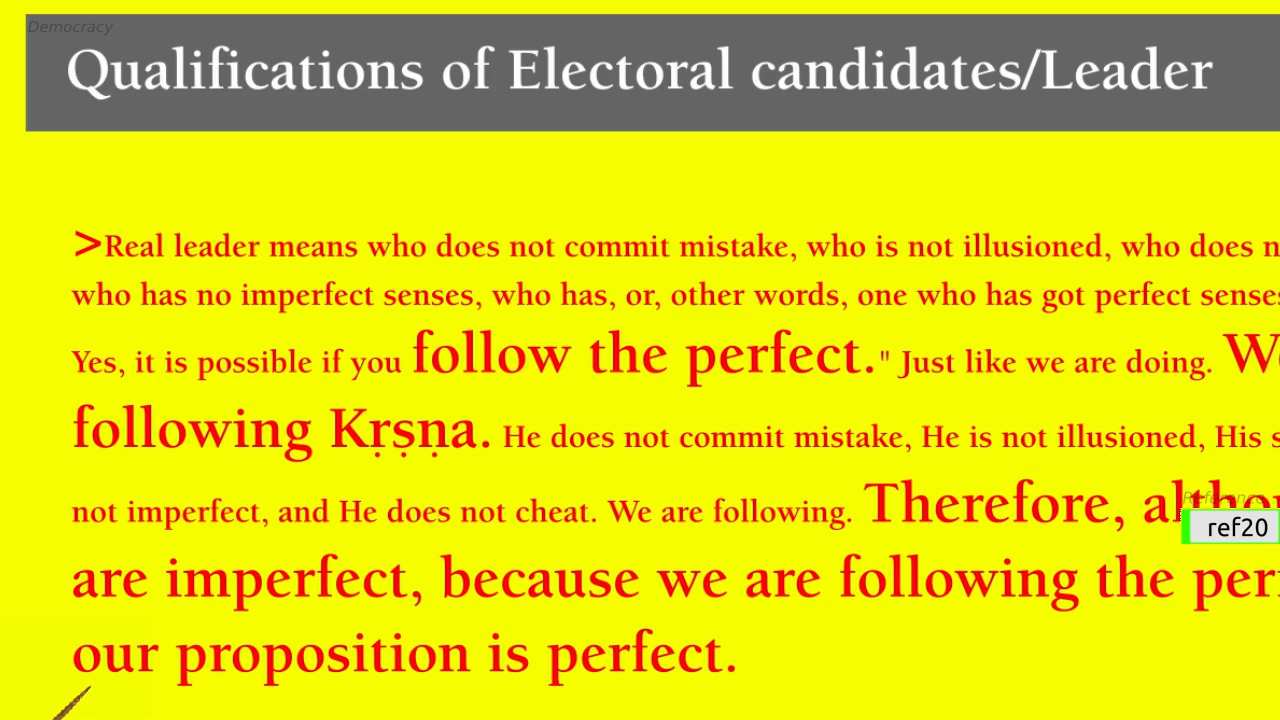 Democracy
Qualifications of Electoral candidates/Leader
>Real leader means who does not commit mistake, who is not illusioned, who does
who has no imperfect senses, who has, or, other words, one who has got perfect senses
Yes, it is possible if you follow the perfect." Just like we are doing.
following Kṛṣṇa. He does not commit mistake, He is not illusioned, His
not imperfect, and He does not cheat. We are following. Therefore,
Reference
ref20
are imperfect, because we are following the
our proposition is perfect.